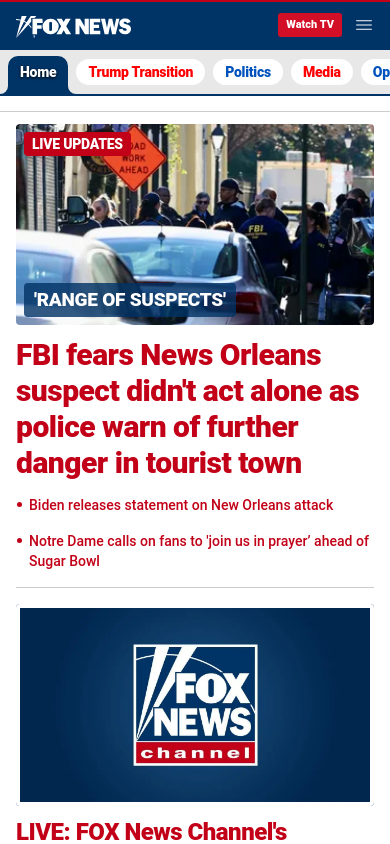 FOX NEWS
Watch TV
Home
Trump Transition
Politics
Media
Op
LIVE UPDATES
ROAD
WORK
AHEAD
FBI
'RANGE OF SUSPECTS'
FBI fears News Orleans
suspect didn't act alone as
police warn of further
danger in tourist town
• Biden releases statement on New Orleans attack
• Notre Dame calls on fans to 'join us in prayer’ ahead of
Sugar Bowl
FOX
NEWS
channel
LIVE: FOX News Channel's